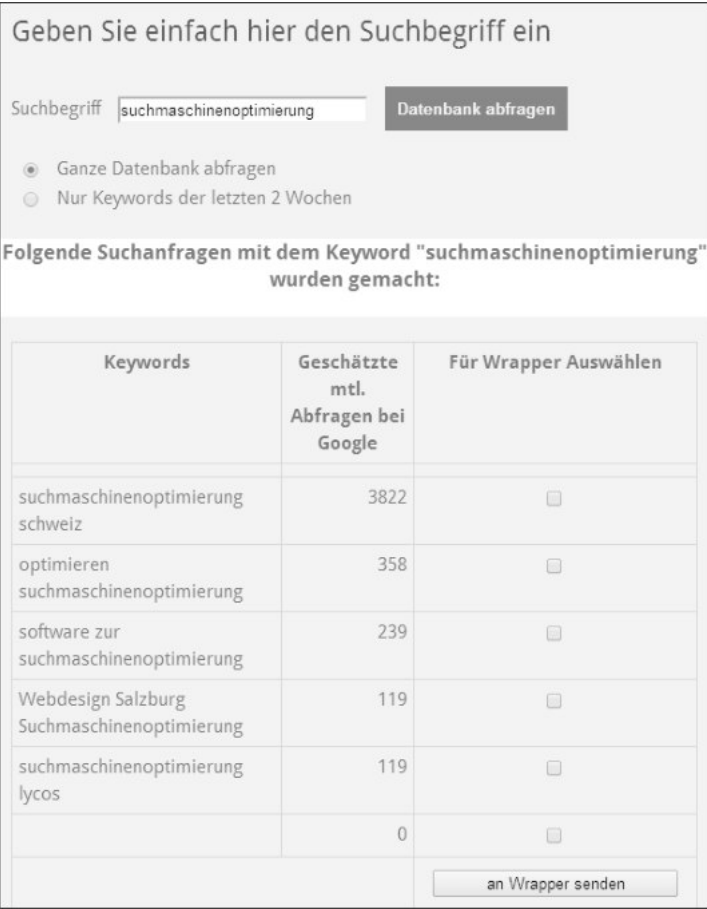 Geben Sie einfach hier den Suchbegriff ein
Suchbegriff suchmaschinenoptimierung Datenbank abfragen
Ganze Datenbank abfragen
Nur Keywords der letzten 2 Wochen
Folgende Suchanfragen mit dem Keyword "suchmaschinenoptimierung"
wurden gemacht:
Keywords Geschätzte Für Wrapper Auswählen
mtl.
Abfragen bei
Google
suchmaschinenoptimierung 3822
schweiz
optimieren 358
suchmaschinenoptimierung
software zur 239
suchmaschinenoptimierung
Webdesign Salzburg 119
Suchmaschinenoptimierung
suchmaschinenoptimierung 119
lycos
0
an Wrapper senden